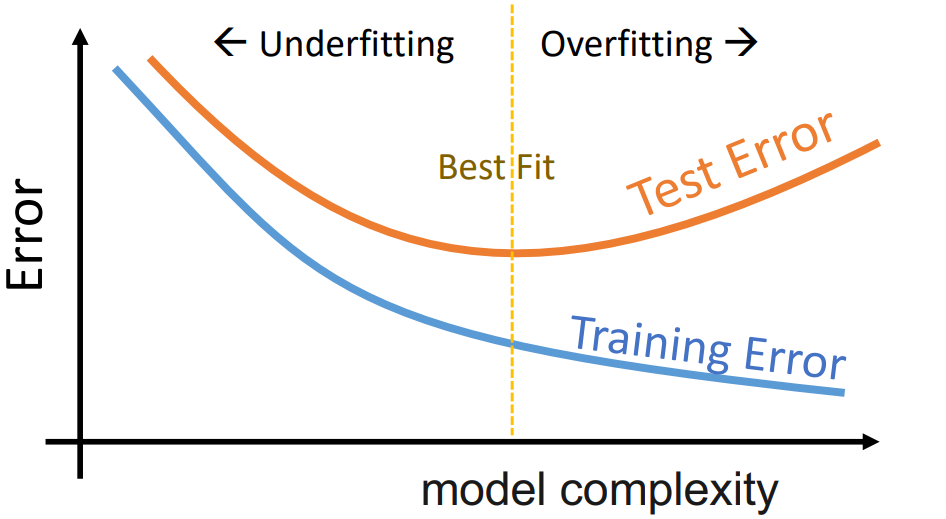 ← Underfitting
Overfitting →
Best Fit
Test Error
Error
Training Error
model complexity